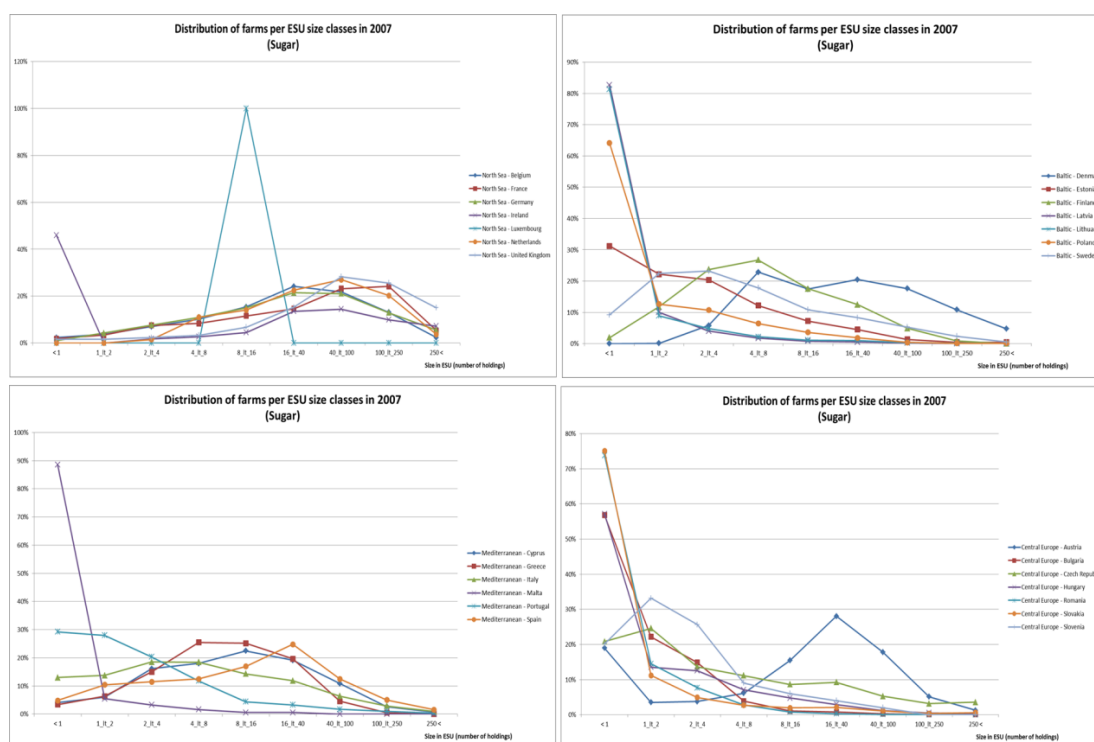 Distribution of farms per ESU size classes in 2007
(Sugar)
120%
100%
80%
60%
40%
20%
0%
< 1
1_lt_2
2_lt_4
4_lt_8
8_lt_16
16_lt_40
40_lt_100
100_lt_250
250 <
Size in ESU (number of holdings)
North Sea - Belgium
North Sea - France
North Sea - Germany
North Sea - Ireland
North Sea - Luxembourg
North Sea - Netherlands
North Sea - United Kingdom
Distribution of farms per ESU size classes in 2007
(Sugar)
90%
80%
70%
60%
50%
40%
30%
20%
10%
0%
< 1
1_lt_2
2_lt_4
4_lt_8
8_lt_16
16_lt_40
40_lt_100
100_lt_250
250 <
Size in ESU (number of holdings)
Baltic - Denma
Baltic - Estonia
Baltic - Finland
Baltic - Latvia
Baltic - Lithuat
Baltic - Poland
Baltic - Swede
Distribution of farms per ESU size classes in 2007
(Sugar)
100%
90%
80%
70%
60%
50%
40%
30%
20%
10%
0%
< 1
1_lt_2
2_lt_4
4_lt_8
8_lt_16
16_lt_40
40_lt_100
100_lt_250
250 <
Size in ESU (number of holdings)
Mediterranean - Cyprus
Mediterranean - Greece
Mediterranean - Italy
Mediterranean - Malta
Mediterranean - Portugal
Mediterranean - Spain
Distribution of farms per ESU size classes in 2007
(Sugar)
80%
70%
60%
50%
40%
30%
20%
10%
0%
< 1
1_lt_2
2_lt_4
4_lt_8
8_lt_16
16_lt_40
40_lt_100
100_lt_250
250 <
Size in ESU (number of holdings)
Central Europe - Austria
Central Europe - Bulgaria
Central Europe - Czech Repul
Central Europe - Hungary
Central Europe - Romania
Central Europe - Slovakia
Central Europe - Slovenia